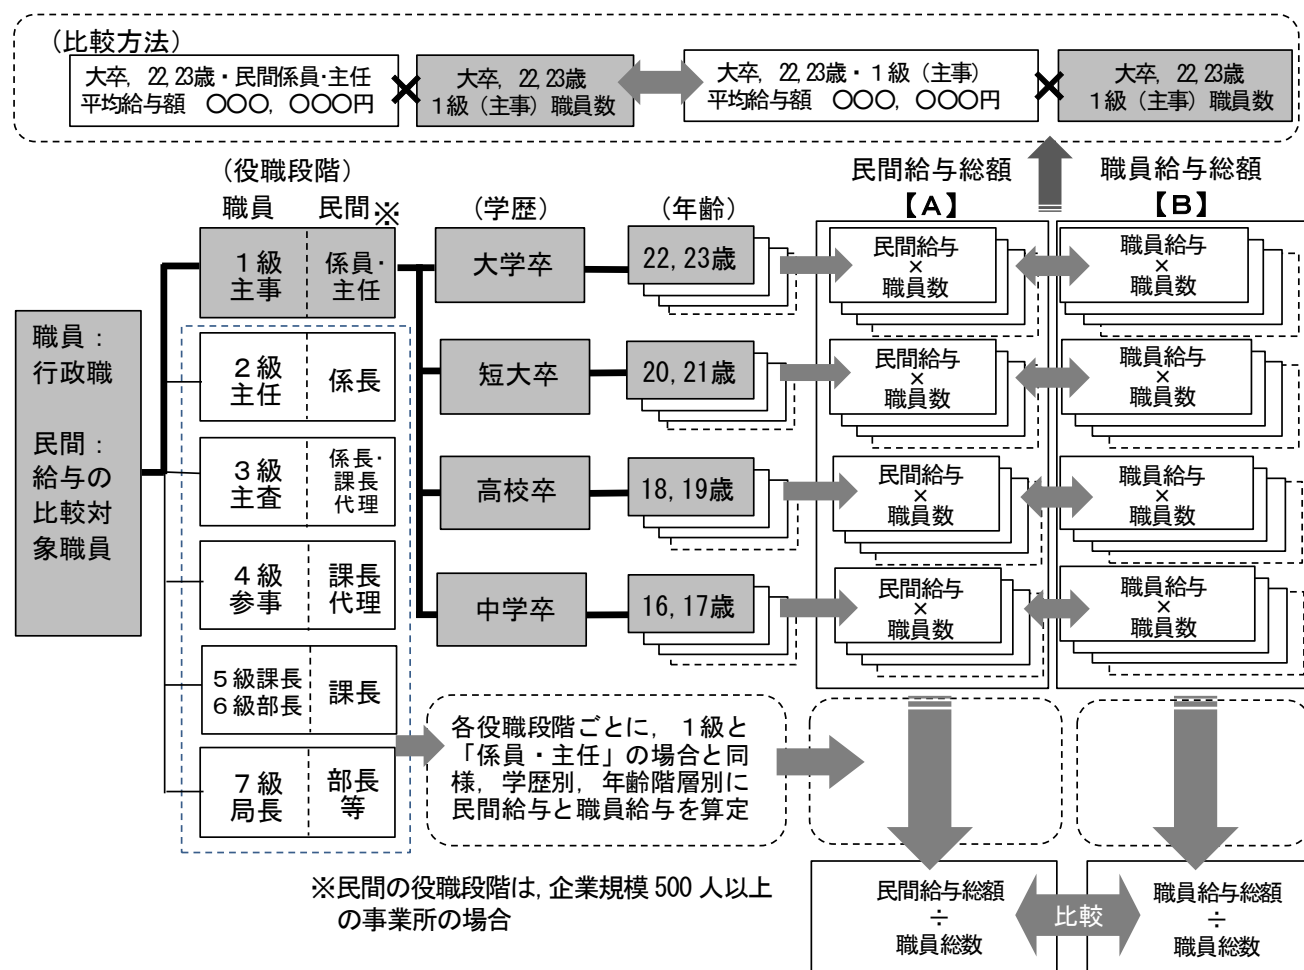 (比較方法)
大卒，22,23歳・民間係員・主任
平均給与額　〇〇〇，〇〇〇円
×
大卒，22,23歳
1級（主事）職員数
大卒，22,23歳・1級（主事）
平均給与額　〇〇〇，〇〇〇円
×
大卒，22,23歳
1級（主事）職員数
(役職段階)
職員　民間※
(学歴)
(年齢)
民間給与総額
【A】
職員給与総額
【B】
職員：
行政職
民間：
給与の
比較対
象職員
1級
主事
係員・
主任
2級
主任
係長
3級
主査
係長・
課長
代理
4級
参事
課長
代理
5級課長
6級部長
課長
7級
局長
部長
等
大学卒
22,23歳
民間給与
×
職員数
職員給与
×
職員数
短大卒
20,21歳
民間給与
×
職員数
職員給与
×
職員数
高校卒
18,19歳
民間給与
×
職員数
職員給与
×
職員数
中学卒
16,17歳
民間給与
×
職員数
職員給与
×
職員数
各役職段階ごとに，1級と
「係員・主任」の場合と同
様，学歴別，年齢階層別に
民間給与と職員給与を算定
※民間の役職段階は,企業規模500人以上
の事業所の場合
民間給与総額
÷
職員総数
比較
職員給与総額
÷
職員総数